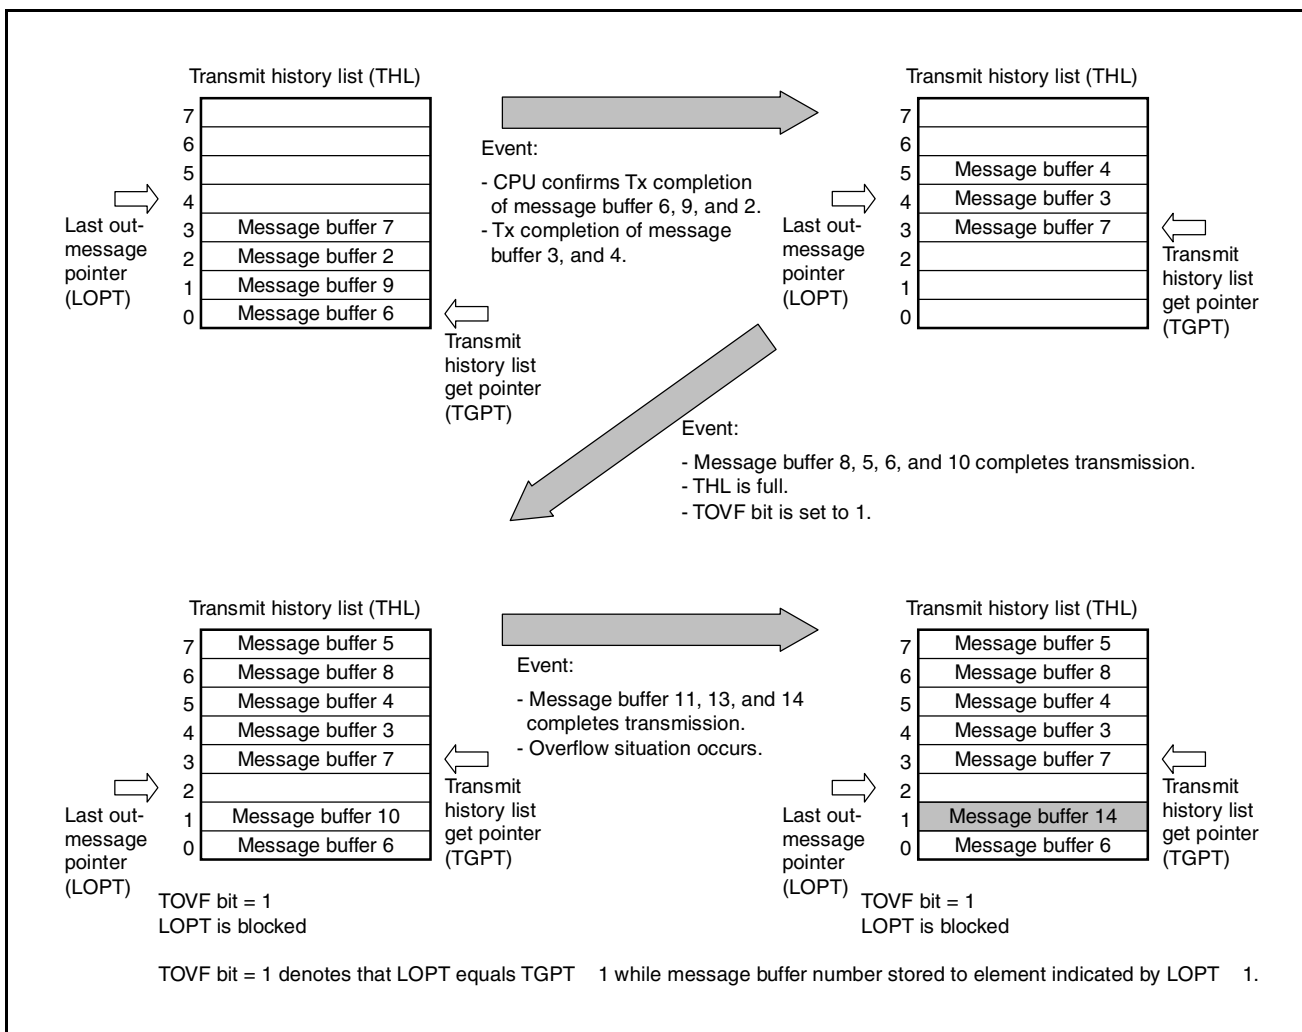 Transmit history list (THL)
7
6
5
4
3 Message buffer 7
2 Message buffer 2
1 Message buffer 9
0 Message buffer 6
Last out-
message
pointer
(LOPT)
Transmit
history list
get pointer
(TGPT)
Event:
- CPU confirms Tx completion
of message buffer 6, 9, and 2.
- Tx completion of message
buffer 3, and 4.
Transmit history list (THL)
7
6
5 Message buffer 4
4 Message buffer 3
3 Message buffer 7
2
1
0
Last out-
message
pointer
(LOPT)
Transmit
history list
get pointer
(TGPT)
Event:
- Message buffer 8, 5, 6, and 10 completes transmission.
- THL is full.
- TOVF bit is set to 1.
Transmit history list (THL)
7 Message buffer 5
6 Message buffer 8
5 Message buffer 4
4 Message buffer 3
3 Message buffer 7
2
1 Message buffer 10
0 Message buffer 6
Last out-
message
pointer
(LOPT)
Transmit
history list
get pointer
(TGPT)
TOVF bit = 1
LOPT is blocked
Event:
- Message buffer 11, 13, and 14
completes transmission.
- Overflow situation occurs.
Transmit history list (THL)
7 Message buffer 5
6 Message buffer 8
5 Message buffer 4
4 Message buffer 3
3 Message buffer 7
2
1 Message buffer 14
0 Message buffer 6
Last out-
message
pointer
(LOPT)
Transmit
history list
get pointer
(TGPT)
TOVF bit = 1
LOPT is blocked
TOVF bit = 1 denotes that LOPT equals TGPT 1 while message buffer number stored to element indicated by LOPT 1.